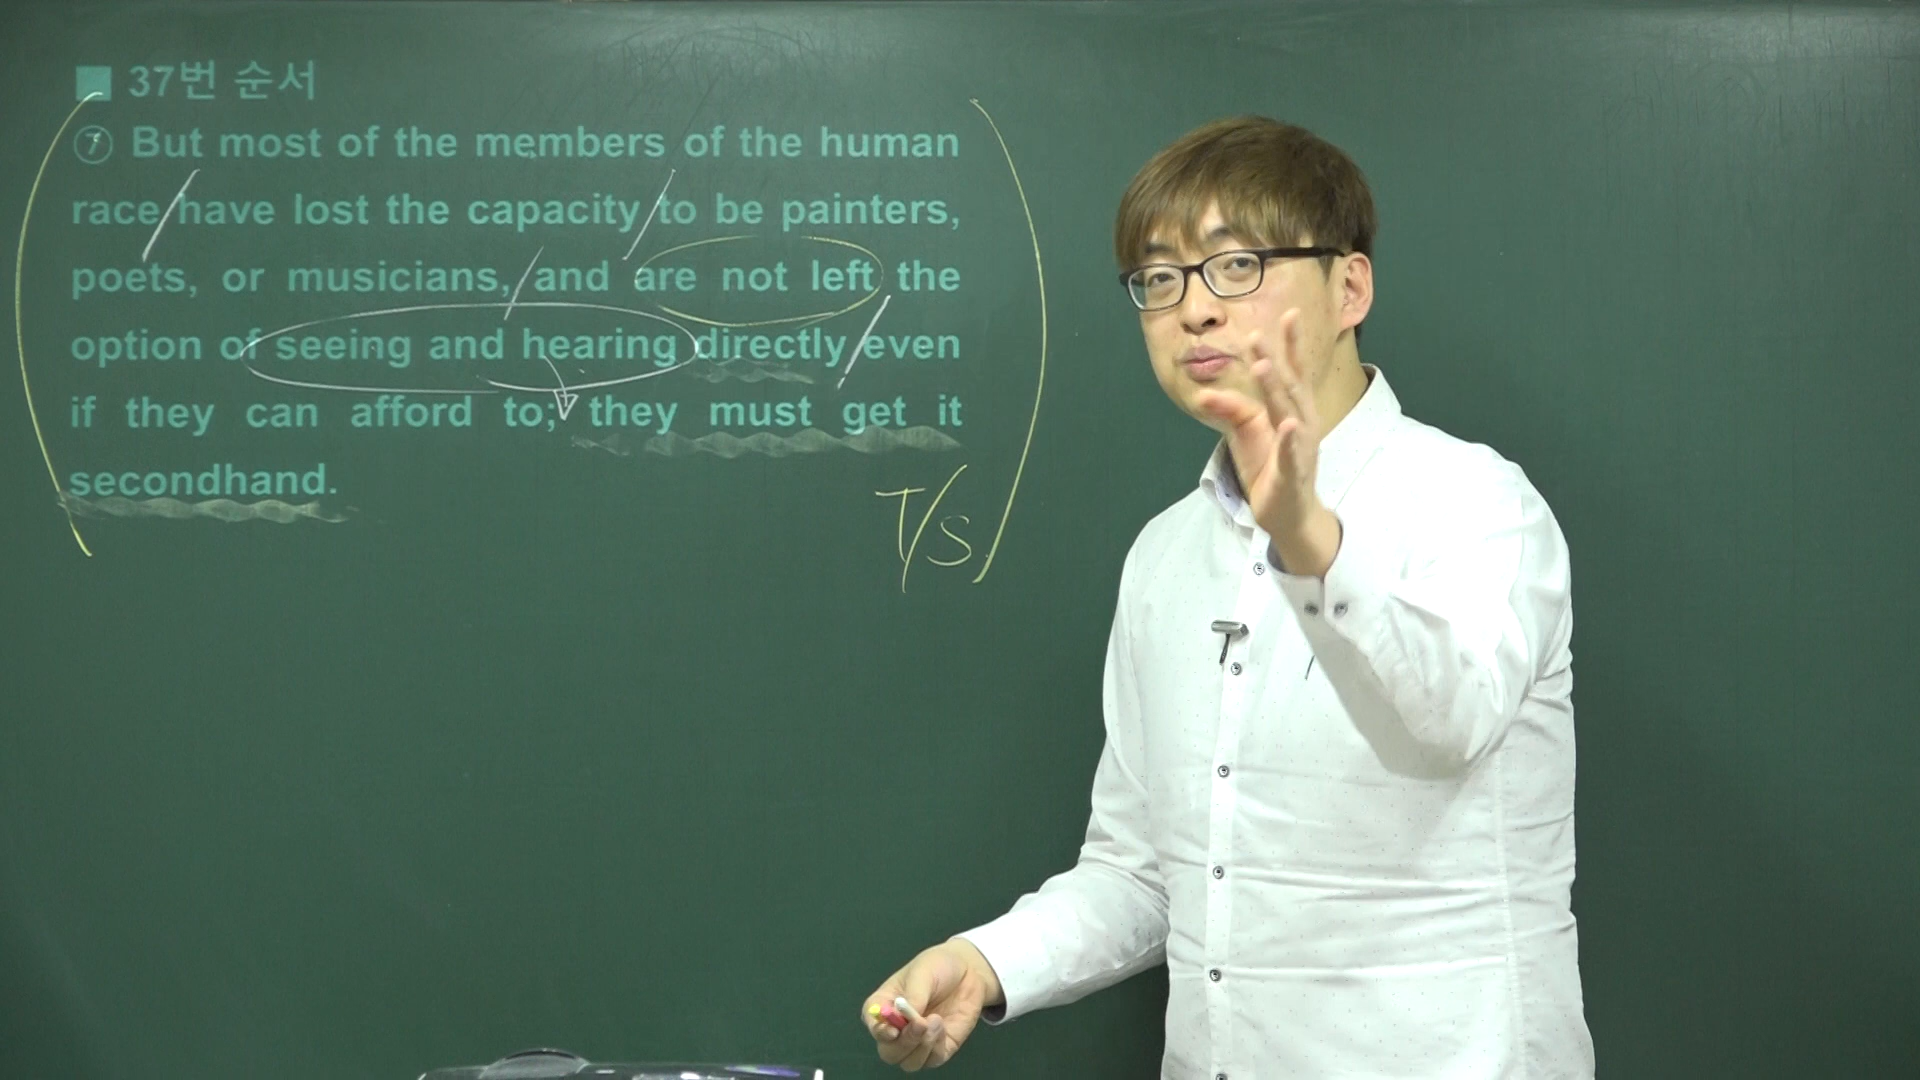 ■ 37번 순서
⑦ But most of the members of the human
race have lost the capacity to be painters,
poets, or musicians, and are not left the
option of seeing and hearing directly even
if they can afford to; they must get it
secondhand.
T/S